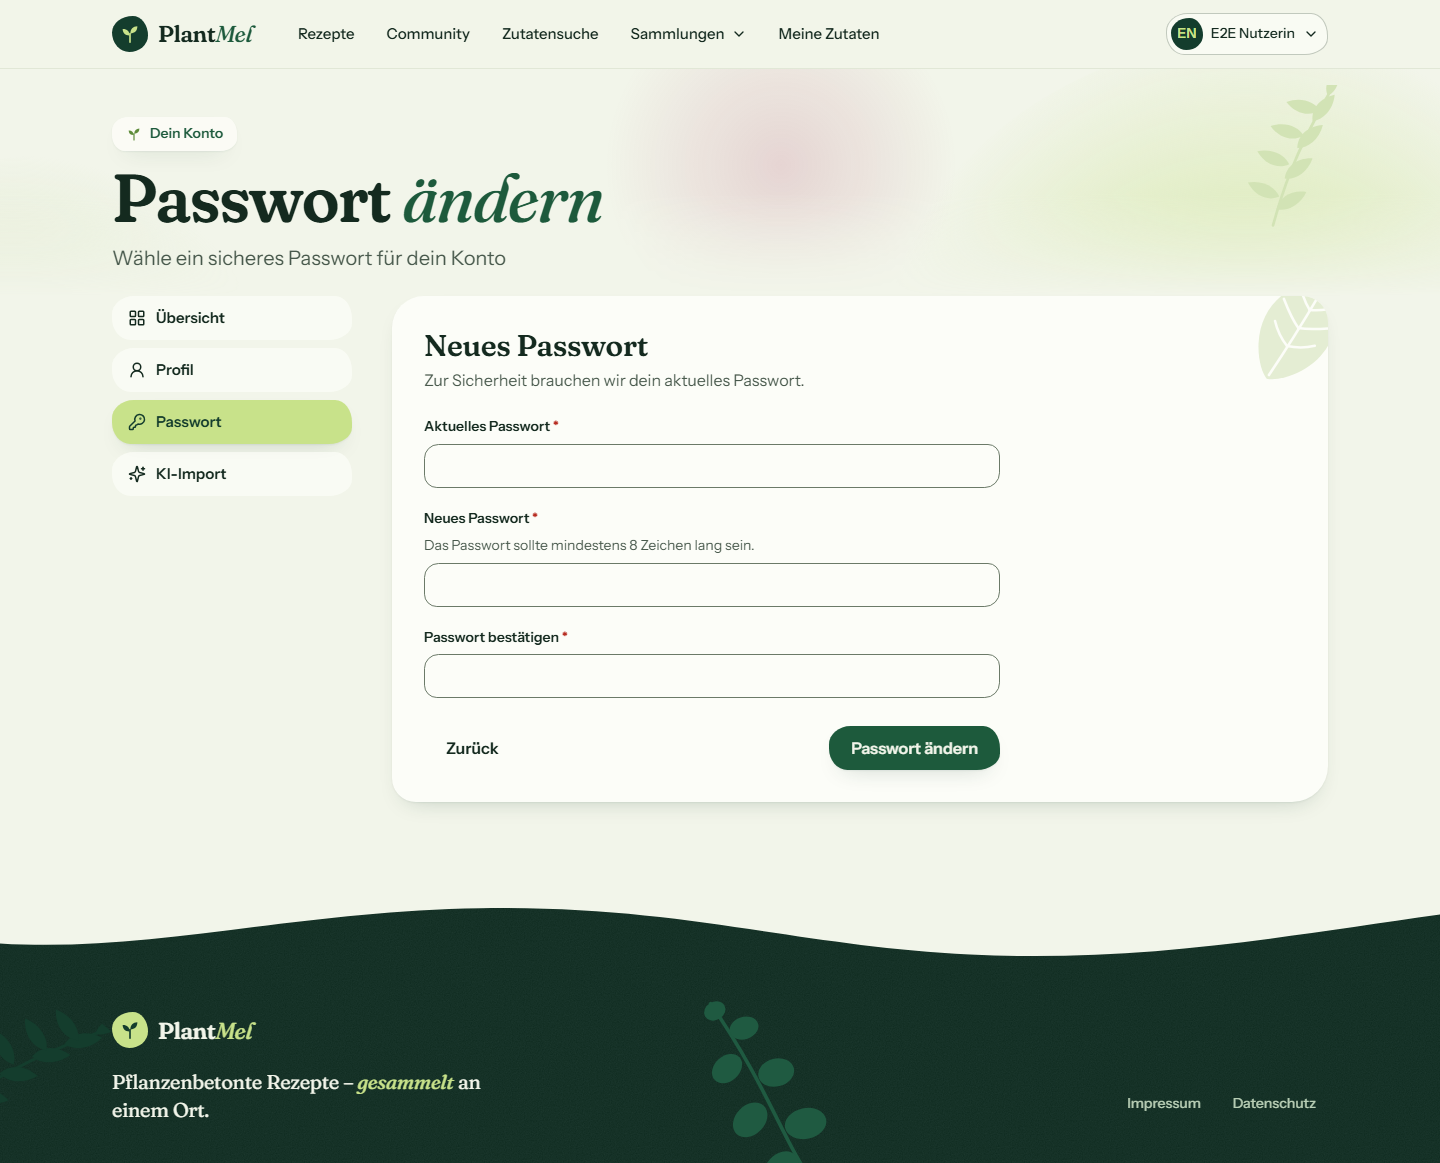 PlantMel Rezepte Community Zutatensuche Sammlungen Meine Zutaten EN E2E Nutzerin
Dein Konto
Passwort ändern
Wähle ein sicheres Passwort für dein Konto
Übersicht
Profil
Passwort
KI-Import
Neues Passwort
Zur Sicherheit brauchen wir dein aktuelles Passwort.
Aktuelles Passwort *
Neues Passwort *
Das Passwort sollte mindestens 8 Zeichen lang sein.
Passwort bestätigen *
Zurück Passwort ändern
PlantMel
Pflanzenbetonte Rezepte – gesammelt an
einem Ort.
Impressum Datenschutz